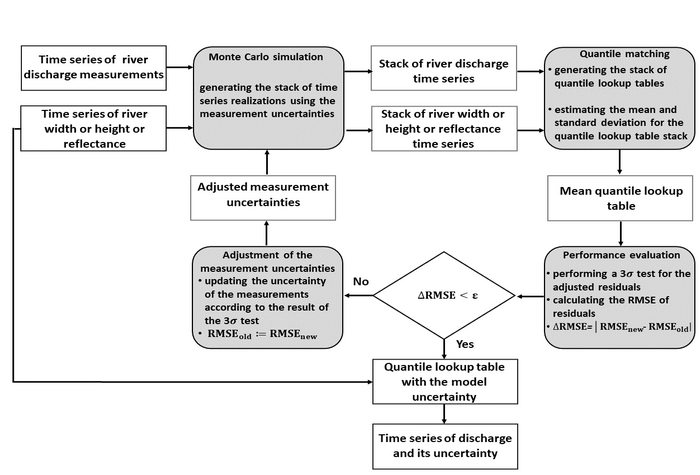 Time series of river
discharge measurements
Monte Carlo simulation
generating the stack of time
series realizations using the
measurement uncertainties
Stack of river discharge
time series
Quantile matching
• generating the stack of
quantile lookup tables
• estimating the mean and
standard deviation for the
quantile lookup table stack
Time series of river
width or height or
reflectance
Stack of river width or
height or reflectance
time series
Adjusted measurement
uncertainties
Mean quantile lookup
table
Adjustment of the
measurement uncertainties
• updating the uncertainty
of the measurements
according to the result of
the 3σ test
• RMSE_old := RMSE_new
No
ΔRMSE < ε
Yes
Performance evaluation
• performing a 3σ test for the
adjusted residuals
• calculating the RMSE of
residuals
• ΔRMSE= | RMSE_new- RMSE_old|
Quantile lookup table
with the model
uncertainty
Time series of discharge
and its uncertainty